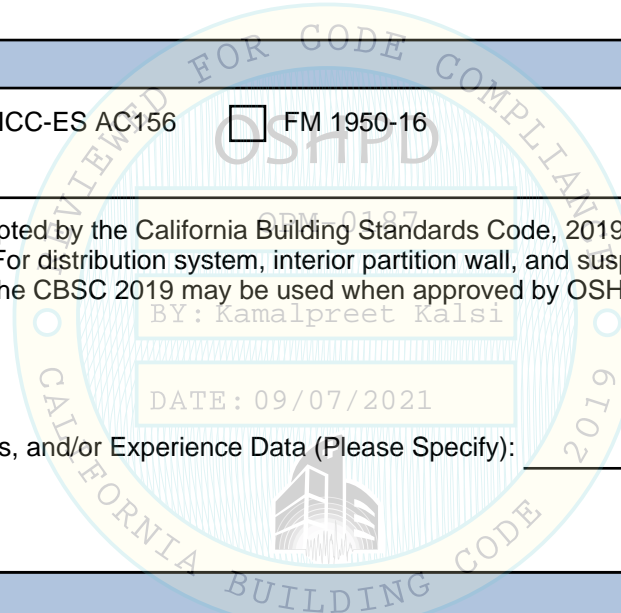 REVIEWED FOR CODE COMPLIANCE
ICC-ES AC156 FM 1950-16
OSHPD
OPM-0187
pted by the California Building Standards Code, 2019
For distribution system, interior partition wall, and susp
he CBSC 2019 may be used when approved by OSH
BY: Kamalpreet Kalsi
DATE: 09/07/2021
s, and/or Experience Data (Please Specify):
CALIFORNIA BUILDING CODE 2019